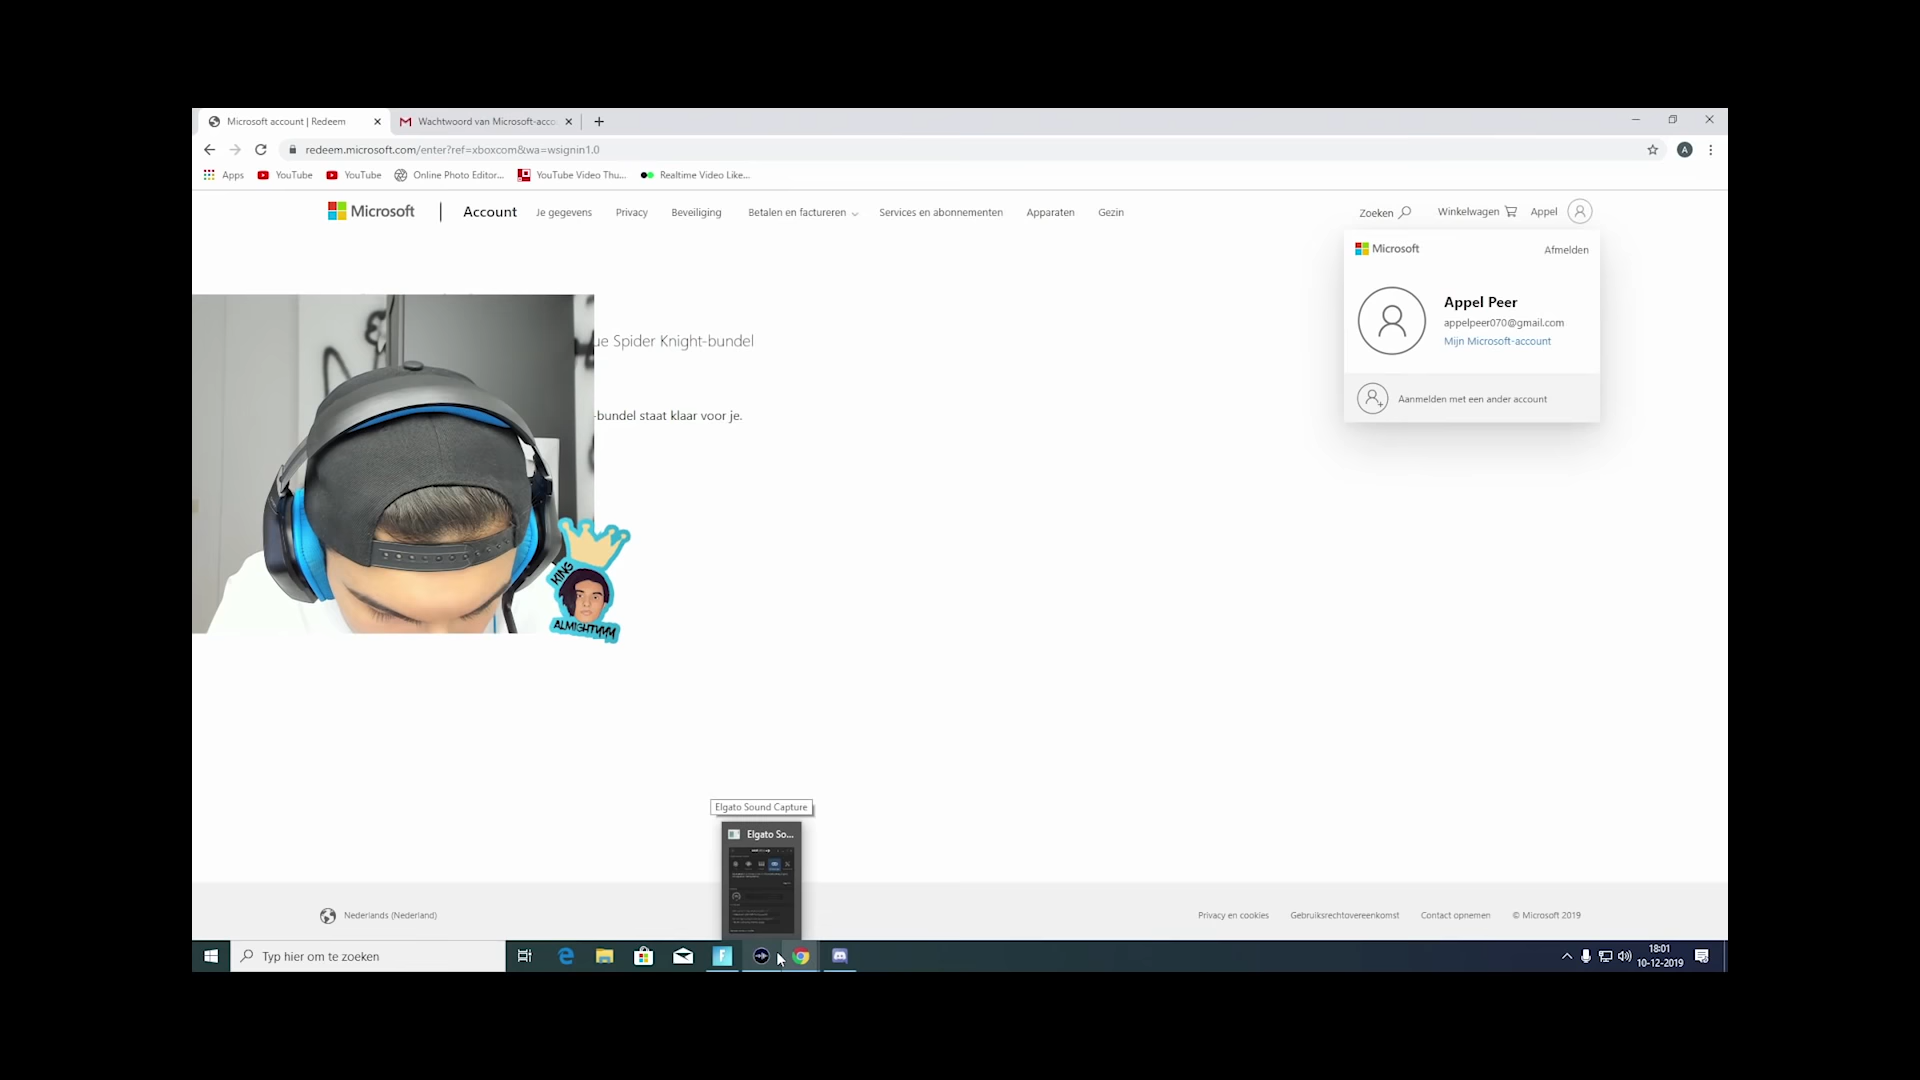 Microsoft account | Redeem
Wachtwoord van Microsoft-acco
redeem.microsoft.com/enter?ref=xboxcom&wa=wsignin1.0
A
Apps
YouTube
YouTube
Online Photo Editor...
YouTube Video Thu...
Realtime Video Like...
Microsoft
Account
Je gegevens
Privacy
Beveiliging
Betalen en factureren
Services en abonnementen
Apparaten
Gezin
Zoeken
Winkelwagen
Appel
Microsoft
Afmelden
Appel Peer
appelpeer070@gmail.com
Mijn Microsoft-account
Aanmelden met een ander account
ue Spider Knight-bundel
-bundel staat klaar voor je.
KING
ALMIGHTYYY
Elgato Sound Capture
Elgato So...
Nederlands (Nederland)
Privacy en cookies
Gebruiksrechtovereenkomst
Contact opnemen
© Microsoft 2019
Typ hier om te zoeken
18:01
10-12-2019